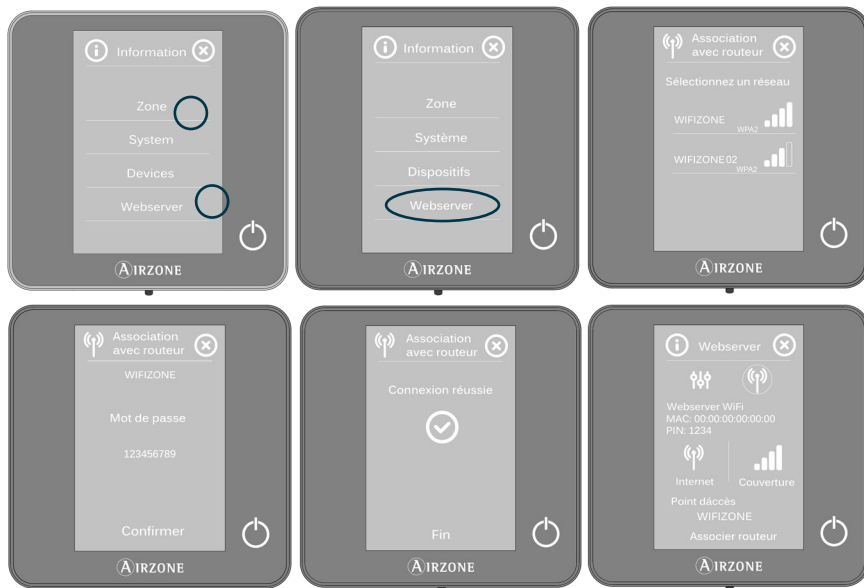 Information
Zone
System
Devices
Webserver
AIRZONE
Information
Zone
Système
Dispositifs
Webserver
AIRZONE
Association
avec routeur
Sélectionnez un réseau
WIFIZONE
WPA2
WIFIZONE 02
WPA2
AIRZONE
Association
avec routeur
WIFIZONE
Mot de passe
123456789
Confirmer
AIRZONE
Association
avec routeur
Connexion réussie
Fin
AIRZONE
Webserver
Webserver WiFi
MAC: 00:00:00:00:00:00
PIN: 1234
Internet Couverture
Point dáccès
WIFIZONE
Associer routeur
AIRZONE